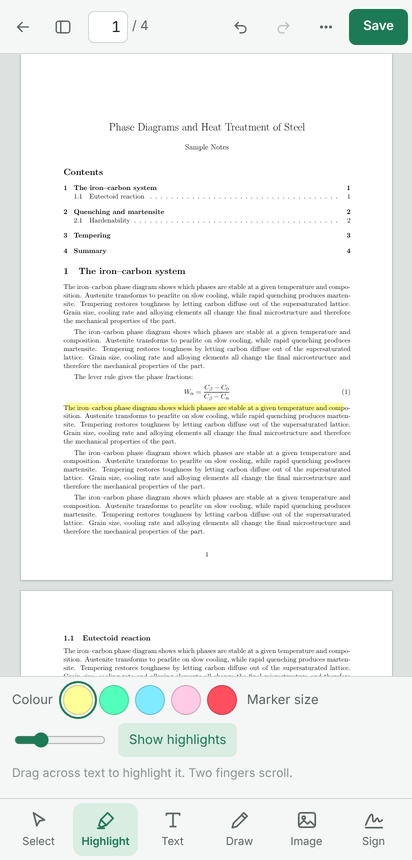 1 / 4 Save
Phase Diagrams and Heat Treatment of Steel
Sample Notes
Contents
1 The iron–carbon system 1
1.1 Eutectoid reaction . . . . . . . . . . . . . . . . . . . . . . . . . . . . . . . . . . . 1
2 Quenching and martensite 2
2.1 Hardenability . . . . . . . . . . . . . . . . . . . . . . . . . . . . . . . . . . . . . . 2
3 Tempering 3
4 Summary 4
1 The iron–carbon system
The iron–carbon phase diagram shows which phases are stable at a given temperature and compo-
sition. Austenite transforms to pearlite on slow cooling, while rapid quenching produces marten-
site. Tempering restores toughness by letting carbon diffuse out of the supersaturated lattice.
Grain size, cooling rate and alloying elements all change the final microstructure and therefore
the mechanical properties of the part.
The iron–carbon phase diagram shows which phases are stable at a given temperature and
composition. Austenite transforms to pearlite on slow cooling, while rapid quenching produces
martensite. Tempering restores toughness by letting carbon diffuse out of the supersaturated
lattice. Grain size, cooling rate and alloying elements all change the final microstructure and
therefore the mechanical properties of the part.
The lever rule gives the phase fractions:
Wα = (Cβ − C0) / (Cβ − Cα) (1)
The iron–carbon phase diagram shows which phases are stable at a given temperature and compo-
sition. Austenite transforms to pearlite on slow cooling, while rapid quenching produces marten-
site. Tempering restores toughness by letting carbon diffuse out of the supersaturated lattice.
Grain size, cooling rate and alloying elements all change the final microstructure and therefore
the mechanical properties of the part.
The iron–carbon phase diagram shows which phases are stable at a given temperature and
composition. Austenite transforms to pearlite on slow cooling, while rapid quenching produces
martensite. Tempering restores toughness by letting carbon diffuse out of the supersaturated
lattice. Grain size, cooling rate and alloying elements all change the final microstructure and
therefore the mechanical properties of the part.
The iron–carbon phase diagram shows which phases are stable at a given temperature and
composition. Austenite transforms to pearlite on slow cooling, while rapid quenching produces
martensite. Tempering restores toughness by letting carbon diffuse out of the supersaturated
lattice. Grain size, cooling rate and alloying elements all change the final microstructure and
therefore the mechanical properties of the part.
1
1.1 Eutectoid reaction
The iron–carbon phase diagram shows which phases are stable at a given temperature and compo-
sition. Austenite transforms to pearlite on slow cooling, while rapid quenching produces marten-
site. Tempering restores toughness by letting carbon diffuse out of the supersaturated lattice.
Colour Marker size
Show highlights
Drag across text to highlight it. Two fingers scroll.
Select Highlight Text Draw Image Sign